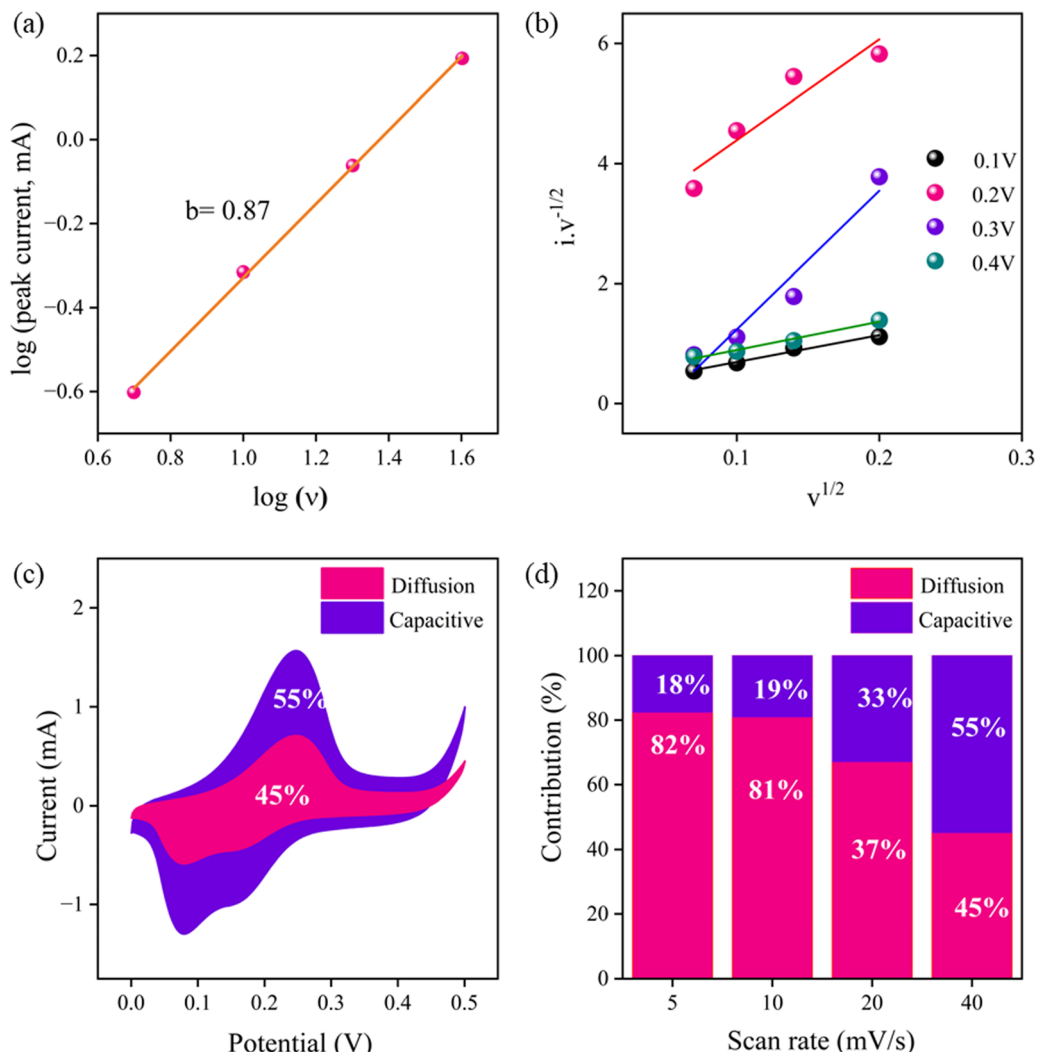 (a)
0.2
0.0
−0.2
−0.4
−0.6
log (peak current, mA)
b= 0.87
0.6 0.8 1.0 1.2 1.4 1.6
log (ν)
(b)
6
4
2
0
i.v-1/2
0.1V
0.2V
0.3V
0.4V
0.1 0.2 0.3
v1/2
(c)
2
1
0
−1
Current (mA)
Diffusion
Capacitive
55%
45%
0.0 0.1 0.2 0.3 0.4 0.5
Potential (V)
(d)
120
100
80
60
40
20
0
Contribution (%)
Diffusion
Capacitive
18% 19% 33% 55%
82% 81% 37% 45%
5 10 20 40
Scan rate (mV/s)